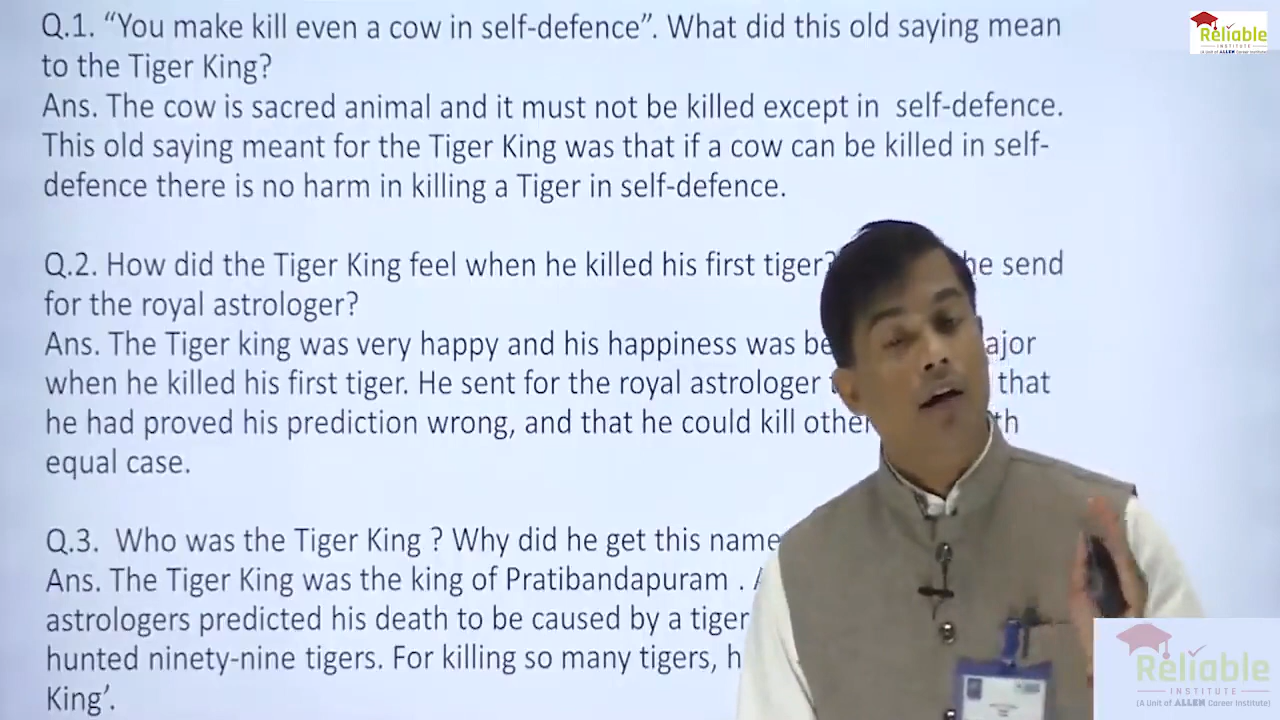 Q.1. “You make kill even a cow in self-defence”. What did this old saying mean
to the Tiger King?
Ans. The cow is sacred animal and it must not be killed except in self-defence.
This old saying meant for the Tiger King was that if a cow can be killed in self-
defence there is no harm in killing a Tiger in self-defence.
Q.2. How did the Tiger King feel when he killed his first tiger? he send
for the royal astrologer?
Ans. The Tiger king was very happy and his happiness was
when he killed his first tiger. He sent for the royal astrologer that
he had proved his prediction wrong, and that he could kill
equal case.
Q.3. Who was the Tiger King ? Why did he get this name
Ans. The Tiger King was the king of Pratibandapuram .
astrologers predicted his death to be caused by a tiger
hunted ninety-nine tigers. For killing so many tigers,
King’.
Reliable
INSTITUTE
(A Unit of ALLEN Career Institute)
Reliable
INSTITUTE
(A Unit of ALLEN Career Institute)